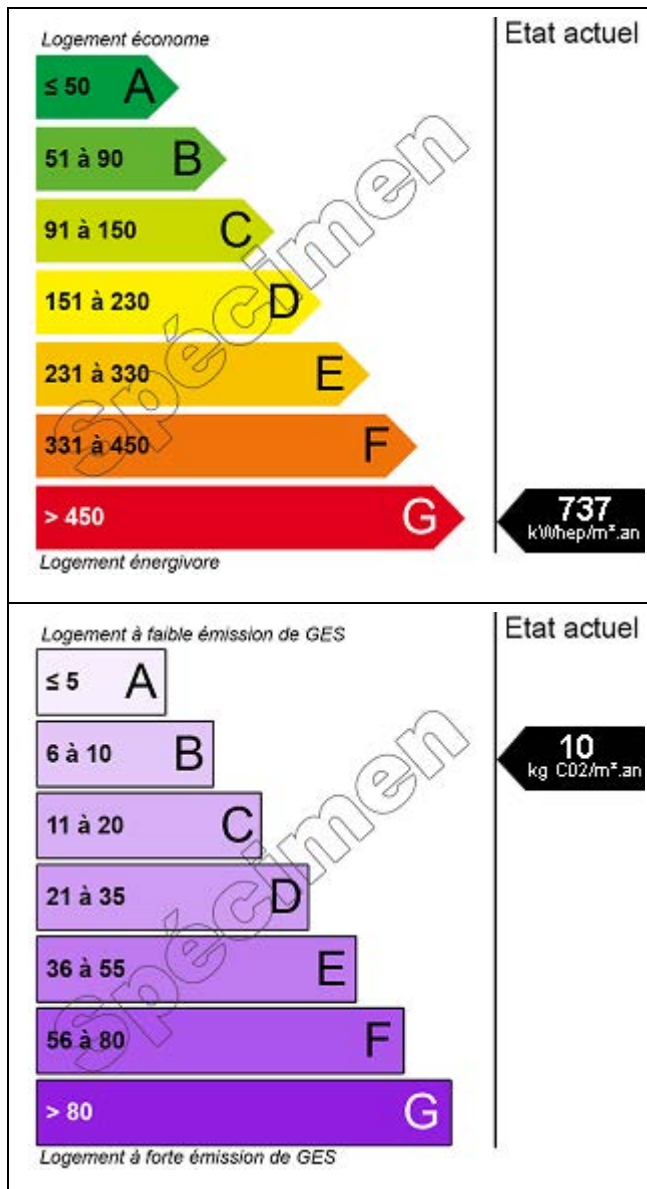 Logement économe
Etat actuel
≤ 50 A
51 à 90 B
91 à 150 C
151 à 230 D
231 à 330 E
331 à 450 F
> 450 G
737
kWhep/m².an
Logement énergivore
Spécimen
Logement à faible émission de GES
Etat actuel
≤ 5 A
6 à 10 B
10
kg C02/m².an
11 à 20 C
21 à 35 D
36 à 55 E
56 à 80 F
> 80 G
Logement à forte émission de GES
Spécimen